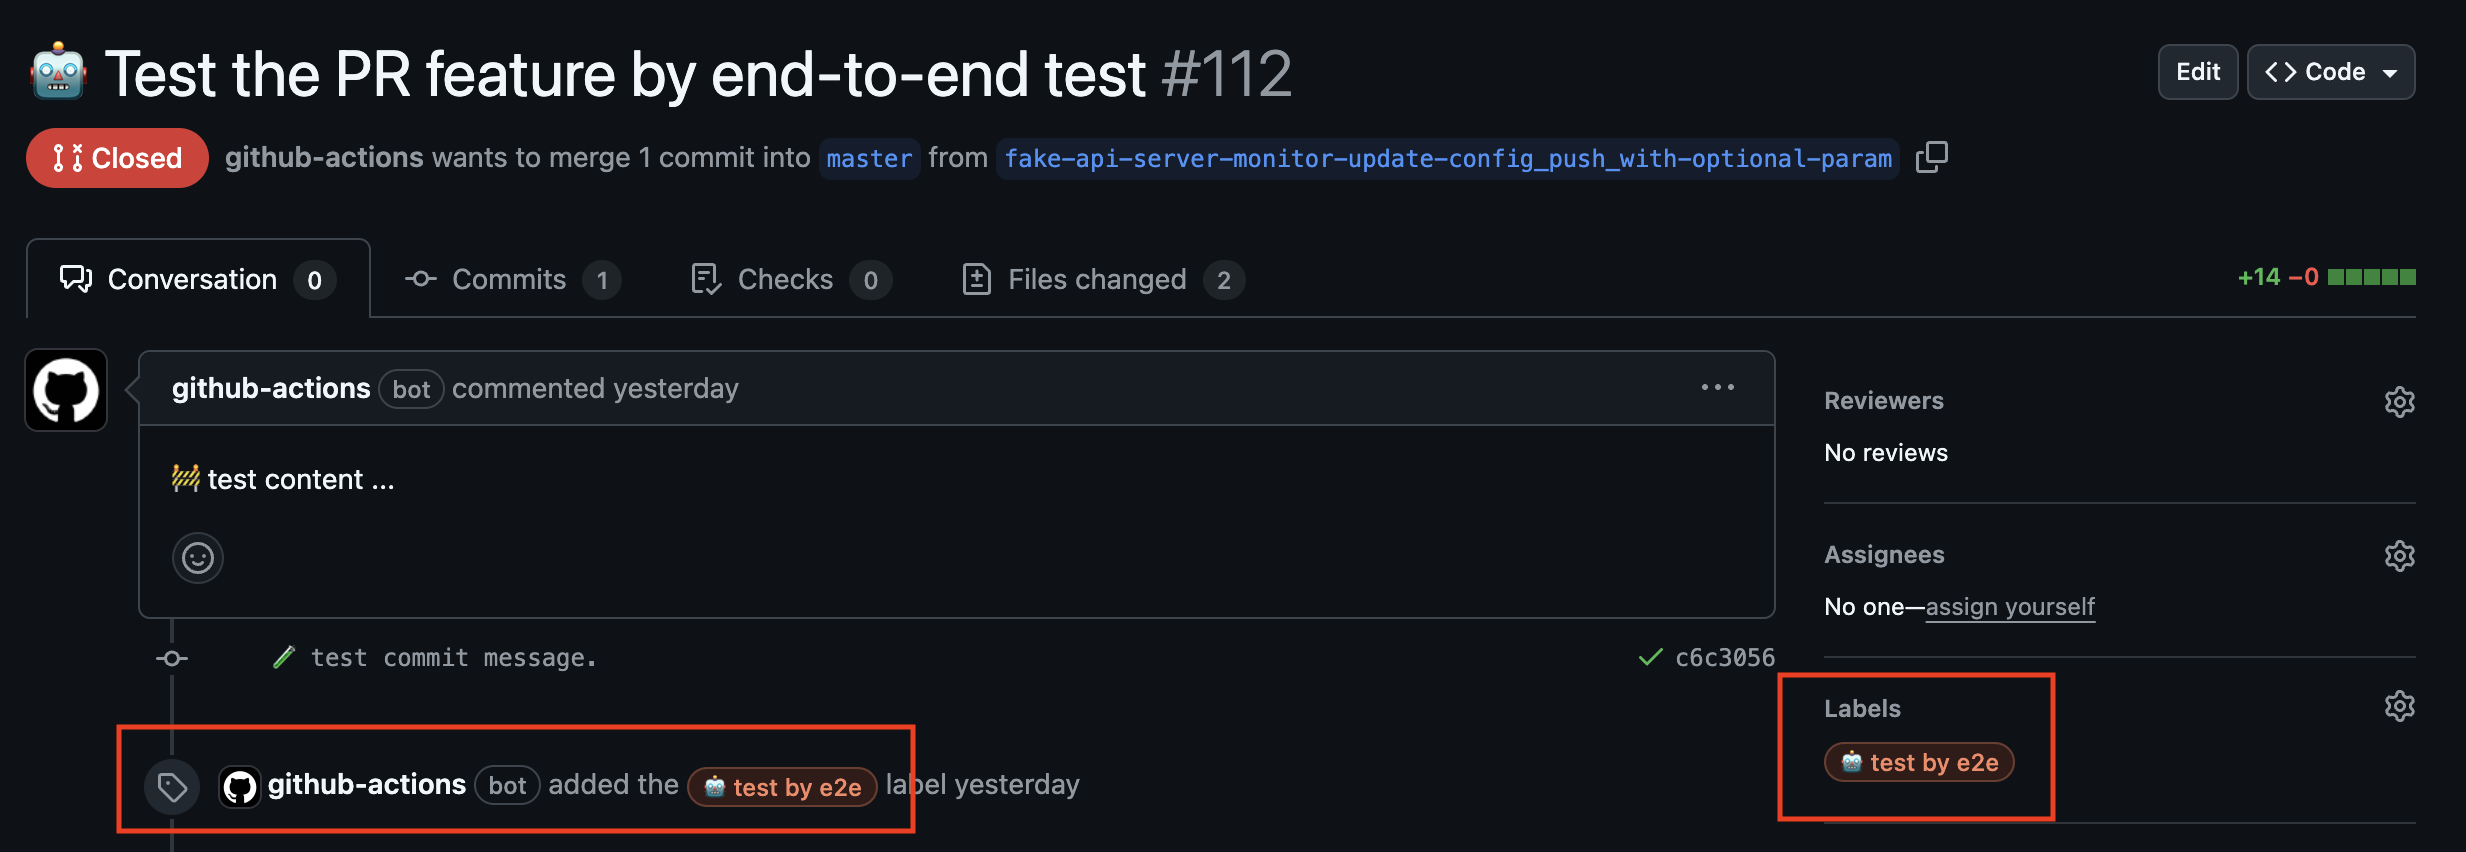 🤖 Test the PR feature by end-to-end test #112
Edit
<> Code
Closed
github-actions wants to merge 1 commit into master from fake-api-server-monitor-update-config_push_with-optional-param
Conversation 0
Commits 1
Checks 0
Files changed 2
+14 −0
github-actions bot commented yesterday
🚧 test content ...
Reviewers
No reviews
Assignees
No one—assign yourself
🧪 test commit message.
c6c3056
Labels
🤖 test by e2e
github-actions bot added the 🤖 test by e2e label yesterday